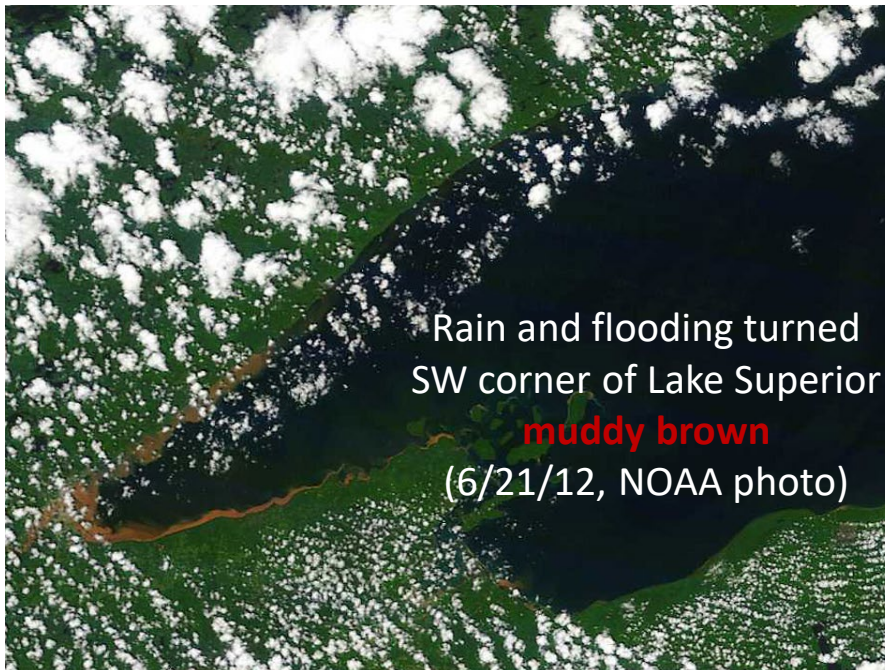 Rain and flooding turned
SW corner of Lake Superior
muddy brown
(6/21/12, NOAA photo)